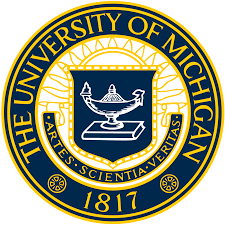 THE UNIVERSITY OF MICHIGAN
ARTES · SCIENTIA · VERITAS
1817